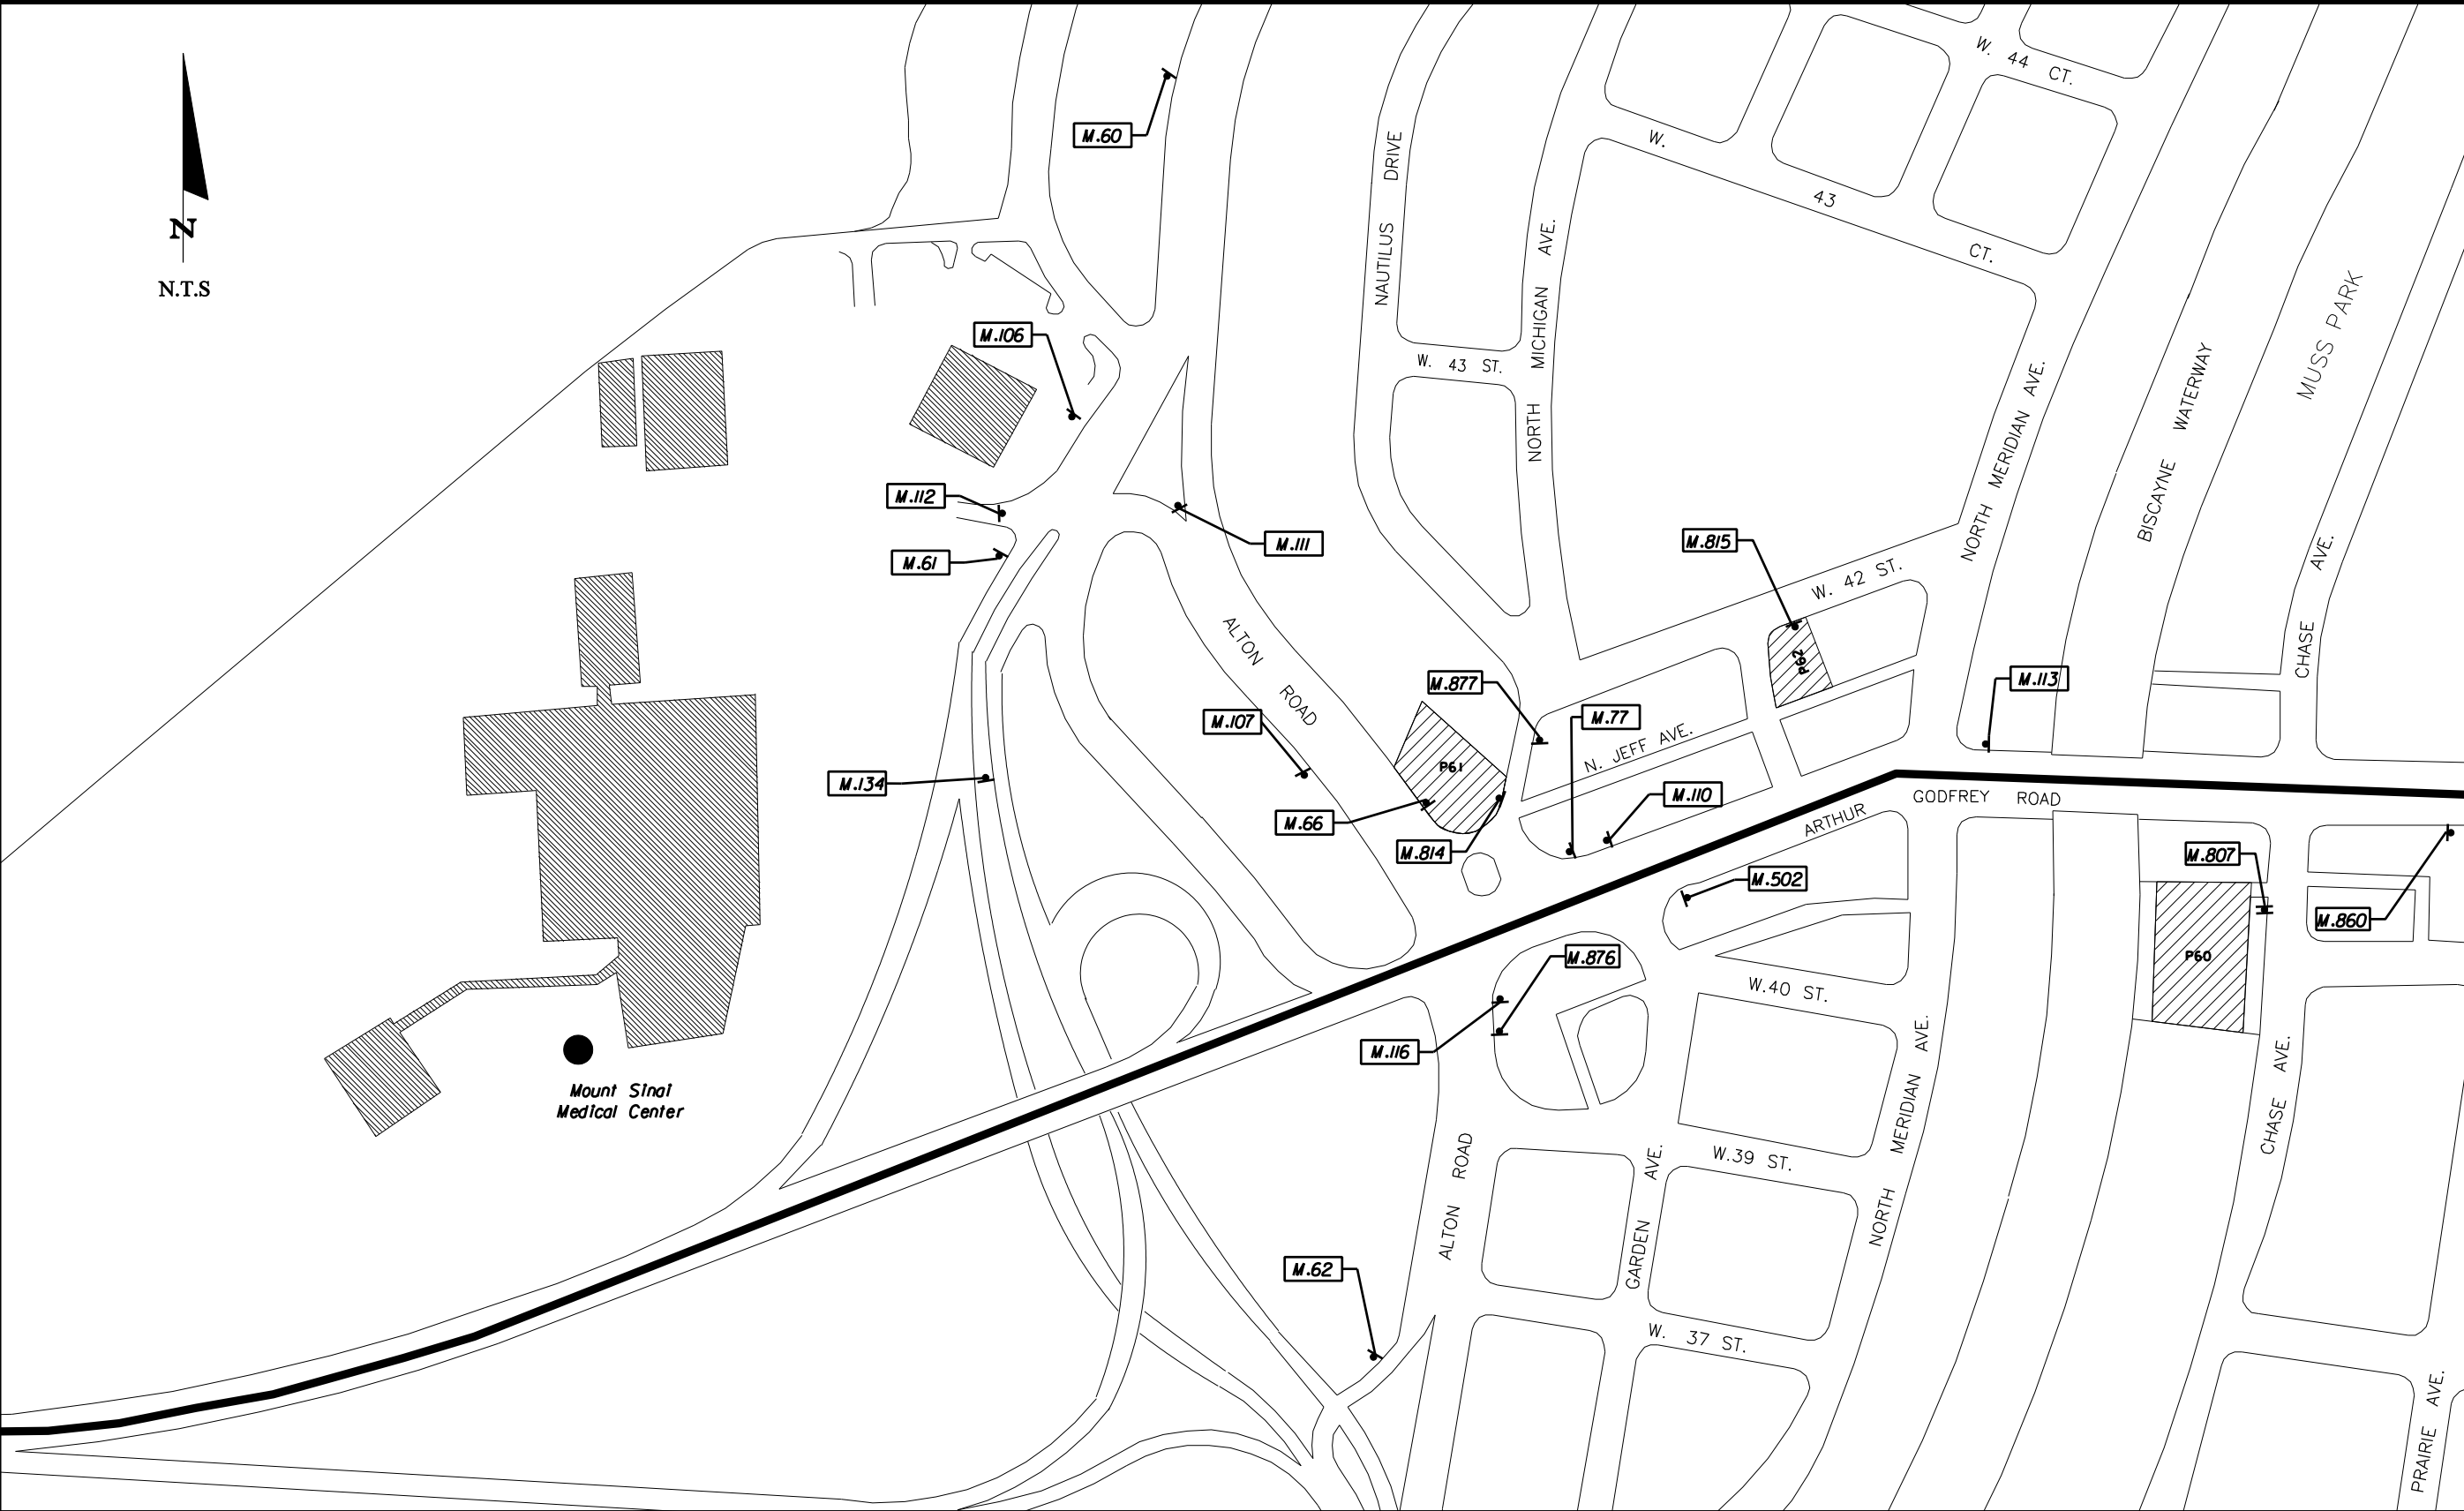 W. 44 CT.
M.60
W.
43
CT.
NAUTILUS DRIVE
NORTH MICHIGAN AVE.
N
N.T.S
M.106
W. 43 ST.
MUSS PARK
BISCAYNE WATERWAY
NORTH MERIDIAN AVE.
M.112
M.111
M.61
M.815
W. 42 ST.
CHASE AVE.
ALTON ROAD
P62
M.877
M.113
M.77
M.107
N. JEFF AVE.
P61
M.134
M.110
M.66
M.814
ARTHUR GODFREY ROAD
M.807
M.502
M.860
M.876
P60
W.40 ST.
M.116
Mount Sinai
Medical Center
NORTH MERIDIAN AVE.
CHASE AVE.
ALTON ROAD
GARDEN AVE.
W.39 ST.
M.62
W. 37 ST.
PRAIRIE AVE.